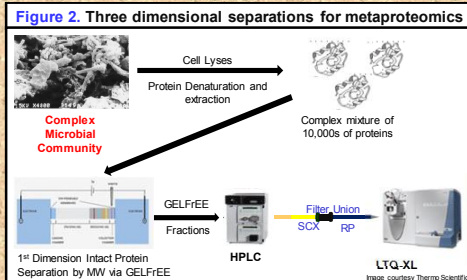 Figure 2. Three dimensional separations for metaproteomics
Cell Lyses
Protein Denaturation and
extraction
Complex
Microbial
Community
Complex mixture of
10,000s of proteins
GELFrEE
Fractions
1st Dimension Intact Protein
Separation by MW via GELFrEE
HPLC
Filter Union
SCX
RP
LTQ-XL
Image courtesy Thermo Scientific